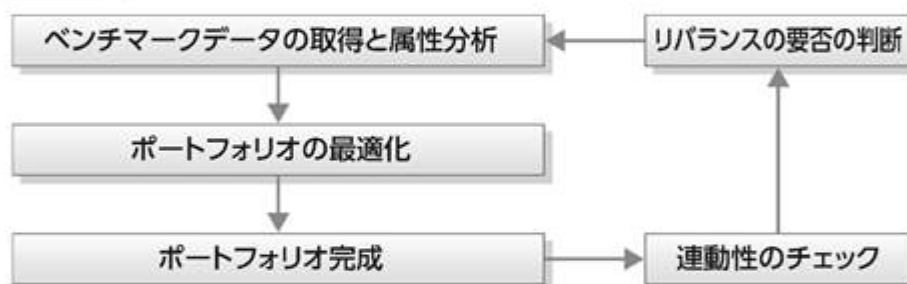 ベンチマークデータの取得と属性分析
リバランスの要否の判断
ポートフォリオの最適化
ポートフォリオ完成
連動性のチェック